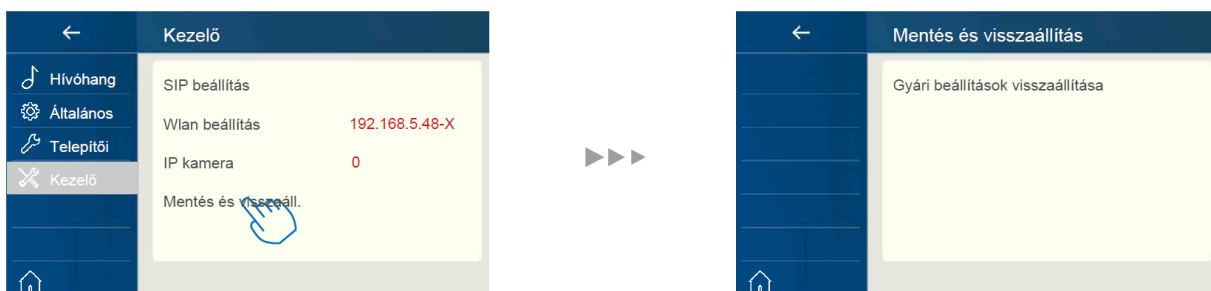 Kezelő
Hívóhang
Általános
Telepítői
Kezelő
SIP beállítás
Wlan beállítás 192.168.5.48-X
IP kamera 0
Mentés és visszaáll.
Mentés és visszaállítás
Gyári beállítások visszaállítása